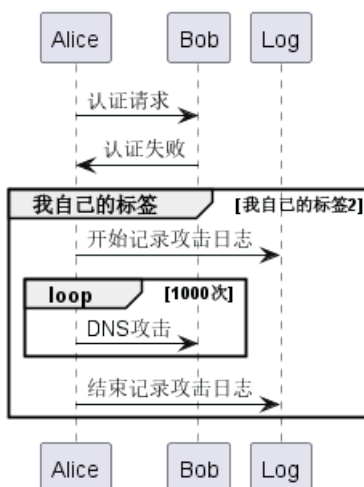 Alice Bob Log
认证请求
认证失败
我自己的标签 [我自己的标签2]
开始记录攻击日志
loop [1000次]
DNS攻击
结束记录攻击日志
Alice Bob Log